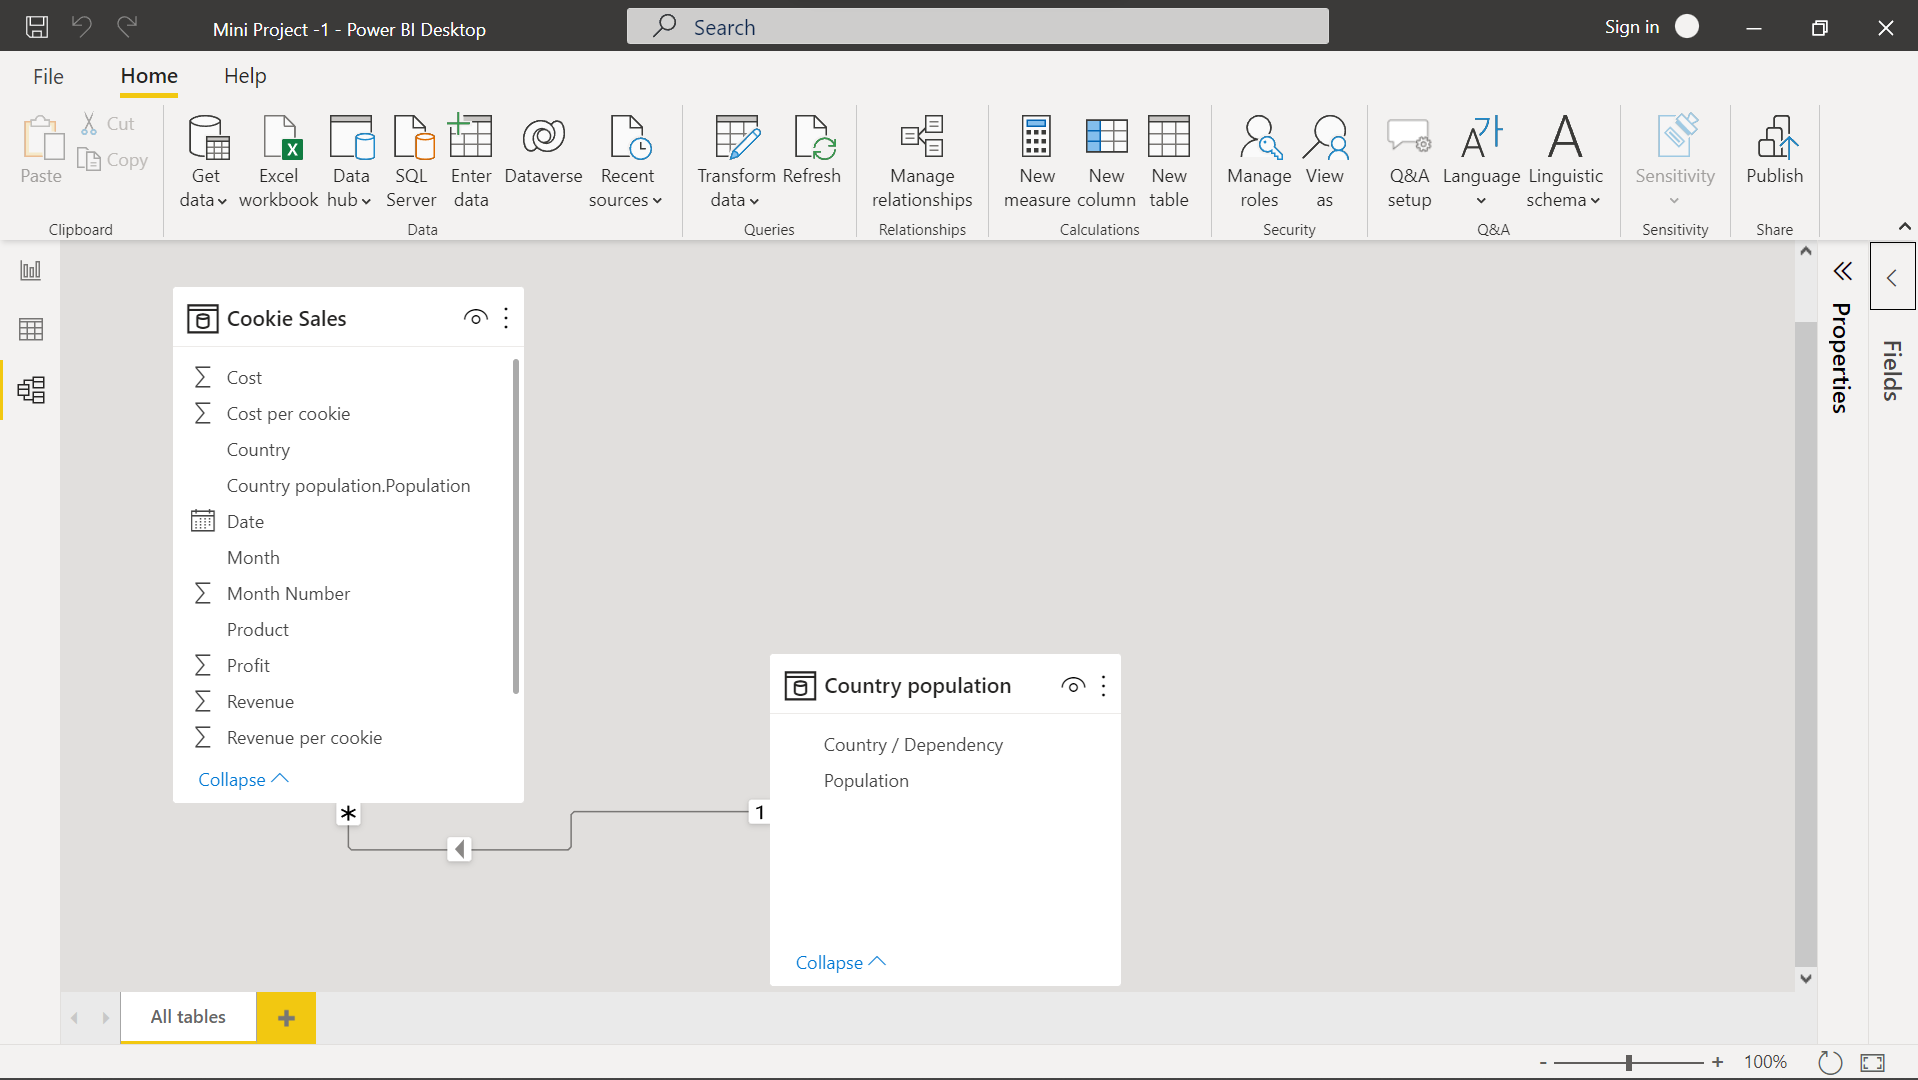 Mini Project -1 - Power BI Desktop
Search
Sign in
File
Home
Help
Paste
Cut
Copy
Clipboard
Get
data
Excel
workbook
Data
hub
SQL
Server
Enter
data
Dataverse
Recent
sources
Data
Transform
data
Refresh
Queries
Manage
relationships
Relationships
New
measure
New
column
New
table
Calculations
Manage
roles
View
as
Security
Q&A
setup
Language
Linguistic
schema
Q&A
Sensitivity
Sensitivity
Publish
Share
Cookie Sales
Cost
Cost per cookie
Country
Country population.Population
Date
Month
Month Number
Product
Profit
Revenue
Revenue per cookie
Collapse
*
1
Country population
Country / Dependency
Population
Collapse
Properties
Fields
All tables
+
- + 100%